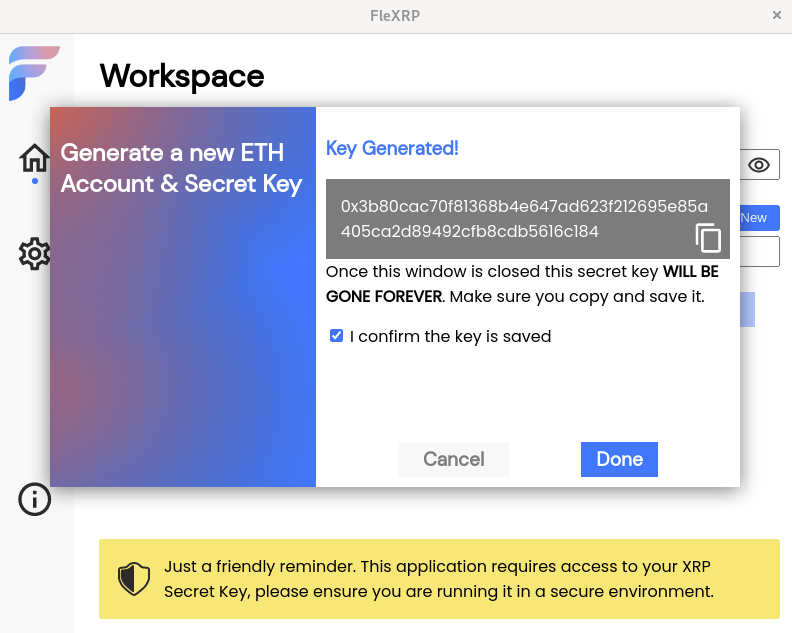 FleXRP
Workspace
Generate a new ETH
Account & Secret Key
Key Generated!
0x3b80cac70f81368b4e647ad623f212695e85a
405ca2d89492cfb8cdb5616c184
Once this window is closed this secret key WILL BE
GONE FOREVER. Make sure you copy and save it.
I confirm the key is saved
Cancel
Done
New
Just a friendly reminder. This application requires access to your XRP
Secret Key, please ensure you are running it in a secure environment.